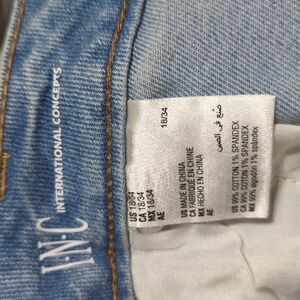 I·N·C
INTERNATIONAL CONCEPTS
18/34
US 18/34
CA 18/34
MX 18/34
AE
صنع في الصين
US MADE IN CHINA
CA FABRIQUÉ EN CHINE
MX HECHO EN CHINA
AE
US 99% COTTON 1% SPANDEX
CA 99% COTON 1% SPANDEX
MX 99% algodón 1% spandex